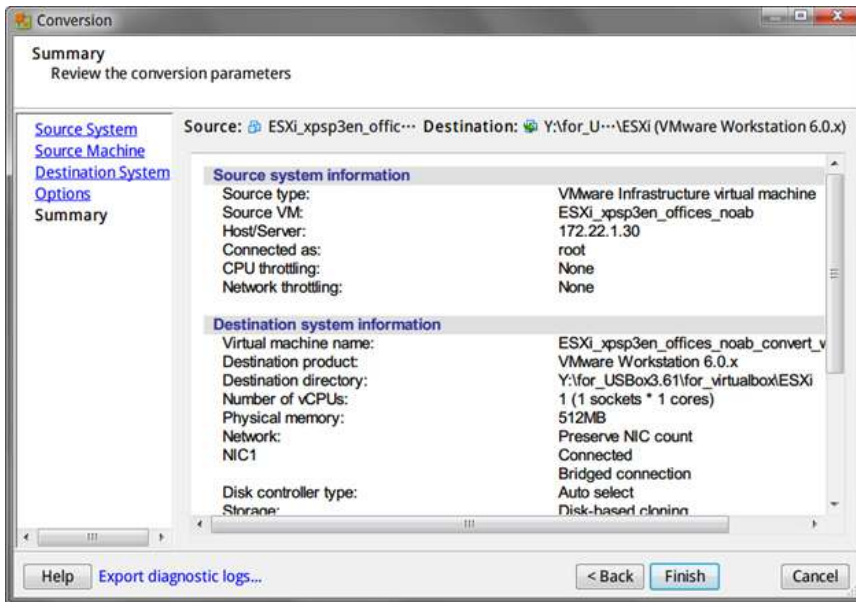 Conversion
Summary
Review the conversion parameters
Source System
Source Machine
Destination System
Options
Summary
Source: ESXi_xpsp3en_offic··· Destination: Y:\for_U···\ESXi (VMware Workstation 6.0.x)
Source system information
Source type: VMware Infrastructure virtual machine
Source VM: ESXi_xpsp3en_offices_noab
Host/Server: 172.22.1.30
Connected as: root
CPU throttling: None
Network throttling: None
Destination system information
Virtual machine name: ESXi_xpsp3en_offices_noab_convert_v
Destination product: VMware Workstation 6.0.x
Destination directory: Y:\for_USBox3.61\for_virtualbox\ESXi
Number of vCPUs: 1 (1 sockets * 1 cores)
Physical memory: 512MB
Network: Preserve NIC count
NIC1 Connected
Bridged connection
Disk controller type: Auto select
Storage: Disk-based cloning
Help Export diagnostic logs... < Back Finish Cancel